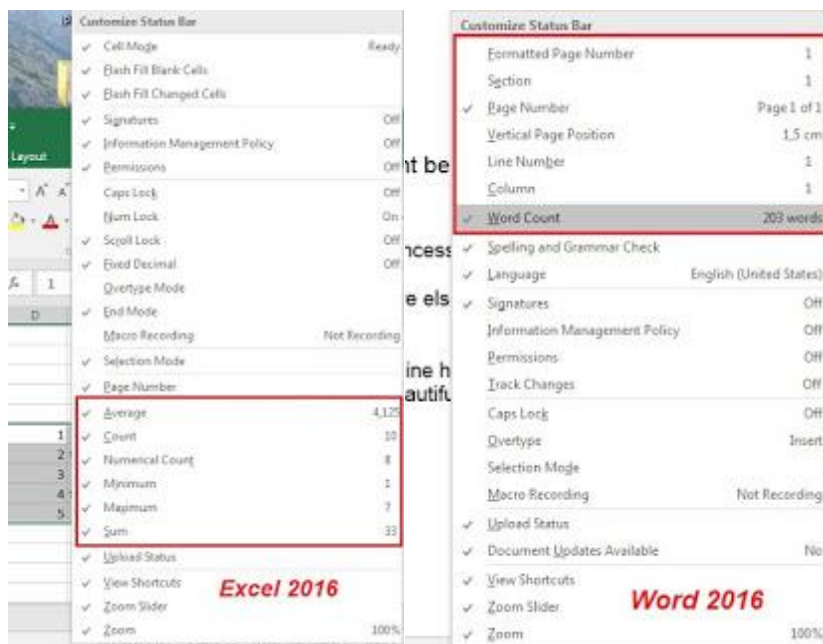 Customize Status Bar
Cell Mode Ready
Flash Fill Blank Cells
Flash Fill Changed Cells
Signatures Off
Information Management Policy Off
Permissions Off
Caps Lock Off
Num Lock On
Scroll Lock Off
Fixed Decimal Off
Overtype Mode
End Mode
Macro Recording Not Recording
Selection Mode
Page Number
Average 4,125
Count 10
Numerical Count 8
Minimum 1
Maximum 7
Sum 33
Upload Status
View Shortcuts
Zoom Slider
Zoom 100%
Excel 2016
Layout
1
D
1
2
3
4
5
nt be
ncess
e els
ine h
autifu
Customize Status Bar
Formatted Page Number 1
Section 1
Page Number Page 1 of 1
Vertical Page Position 1,5 cm
Line Number 1
Column 1
Word Count 203 words
Spelling and Grammar Check
Language English (United States)
Signatures Off
Information Management Policy Off
Permissions Off
Track Changes Off
Caps Lock Off
Overtype Insert
Selection Mode
Macro Recording Not Recording
Upload Status
Document Updates Available No
View Shortcuts
Zoom Slider
Zoom 100%
Word 2016